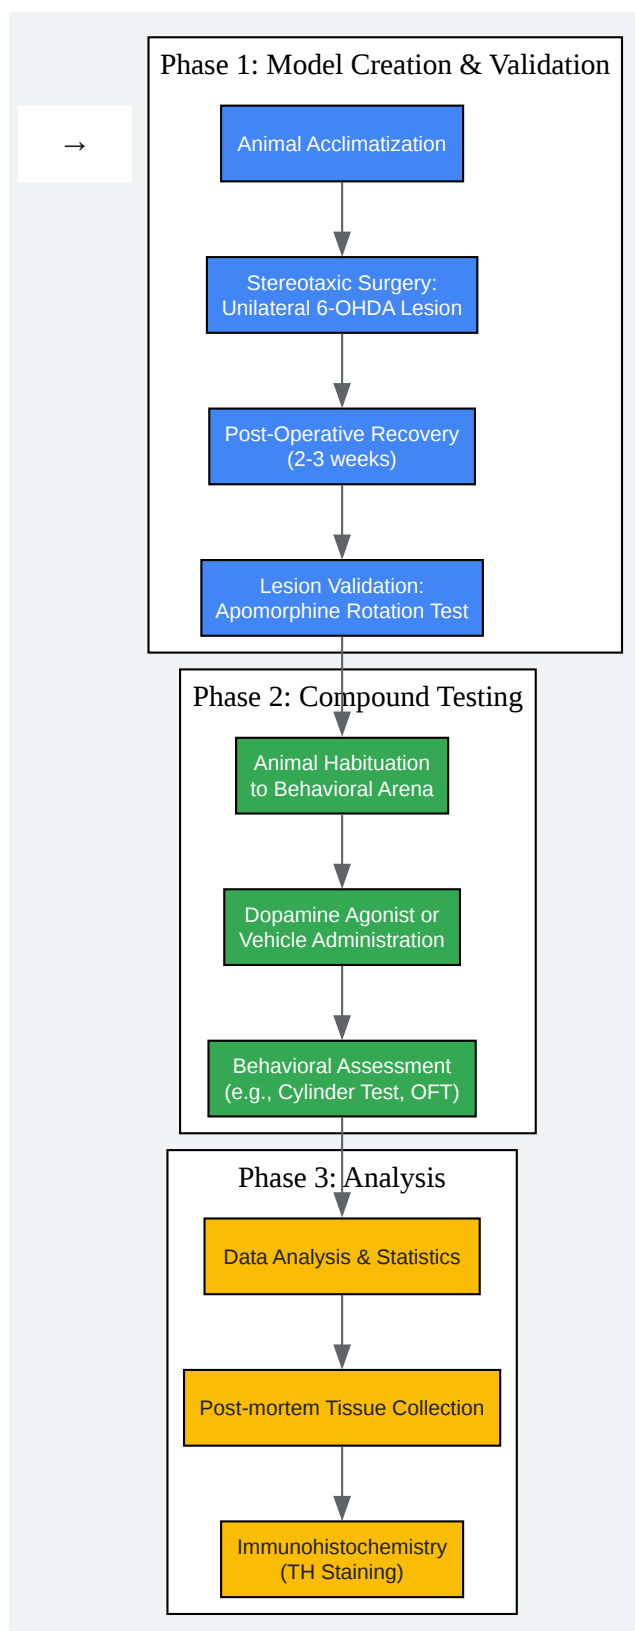 Phase 1: Model Creation & Validation
→
Animal Acclimatization
Stereotaxic Surgery:
Unilateral 6-OHDA Lesion
Post-Operative Recovery
(2-3 weeks)
Lesion Validation:
Apomorphine Rotation Test
Phase 2: Compound Testing
Animal Habituation
to Behavioral Arena
Dopamine Agonist or
Vehicle Administration
Behavioral Assessment
(e.g., Cylinder Test, OFT)
Phase 3: Analysis
Data Analysis & Statistics
Post-mortem Tissue Collection
Immunohistochemistry
(TH Staining)